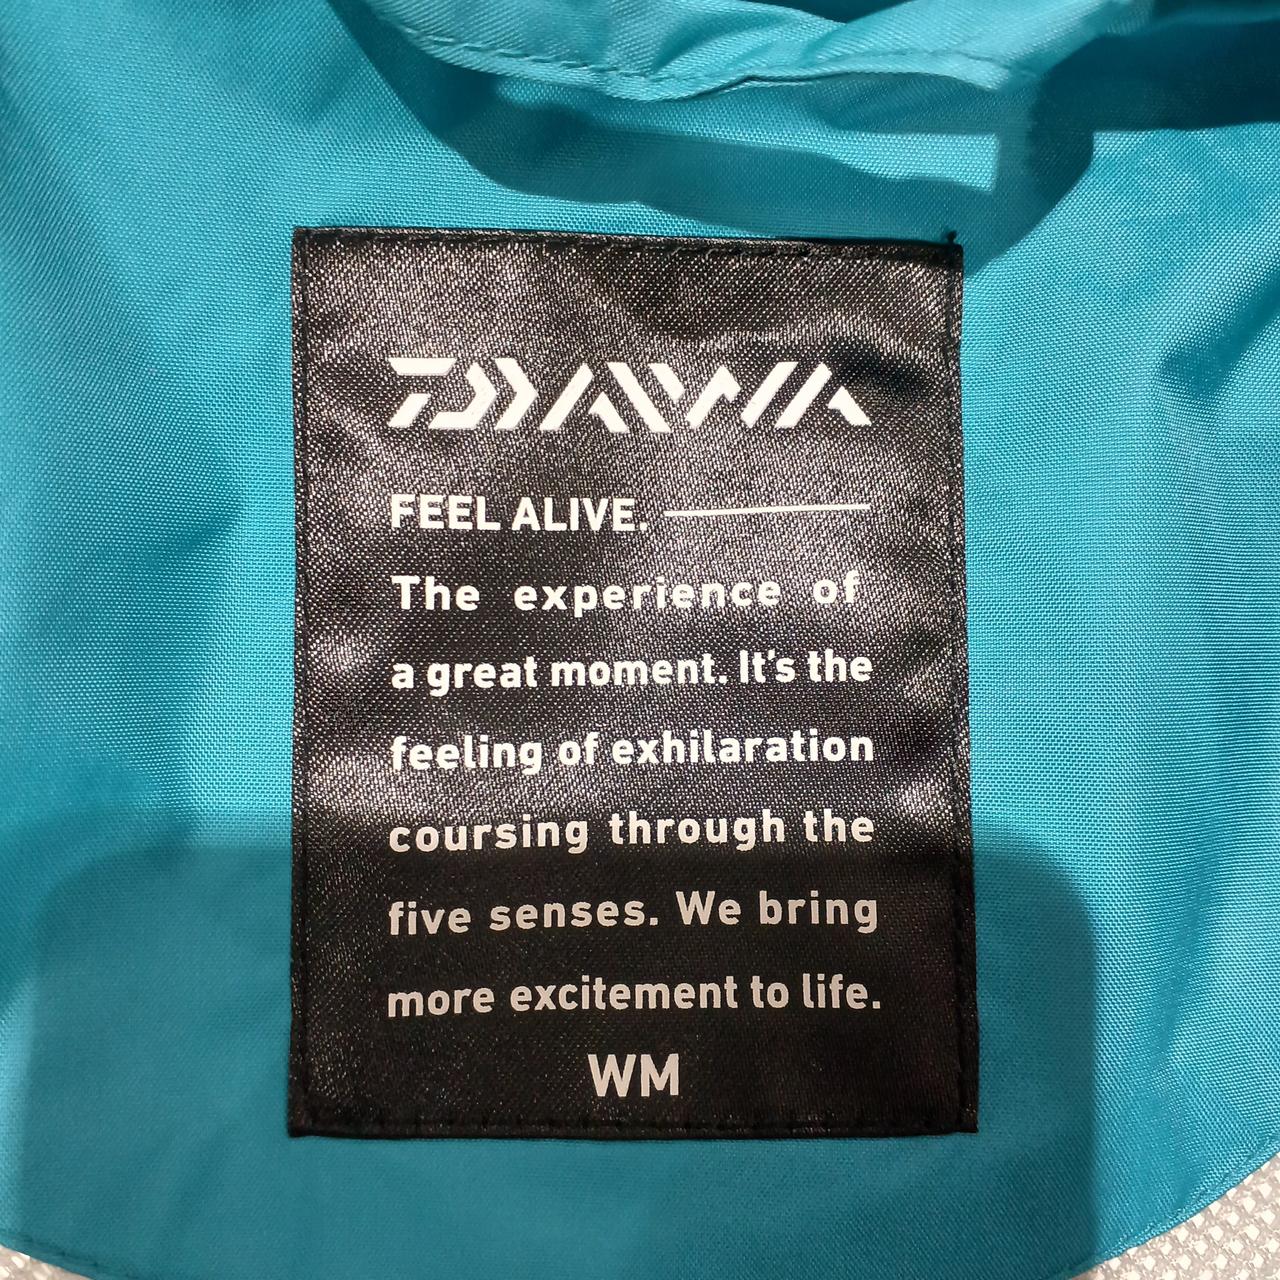 DAIWA
FEEL ALIVE.
The experience of
a great moment. It's the
feeling of exhilaration
coursing through the
five senses. We bring
more excitement to life.
WM